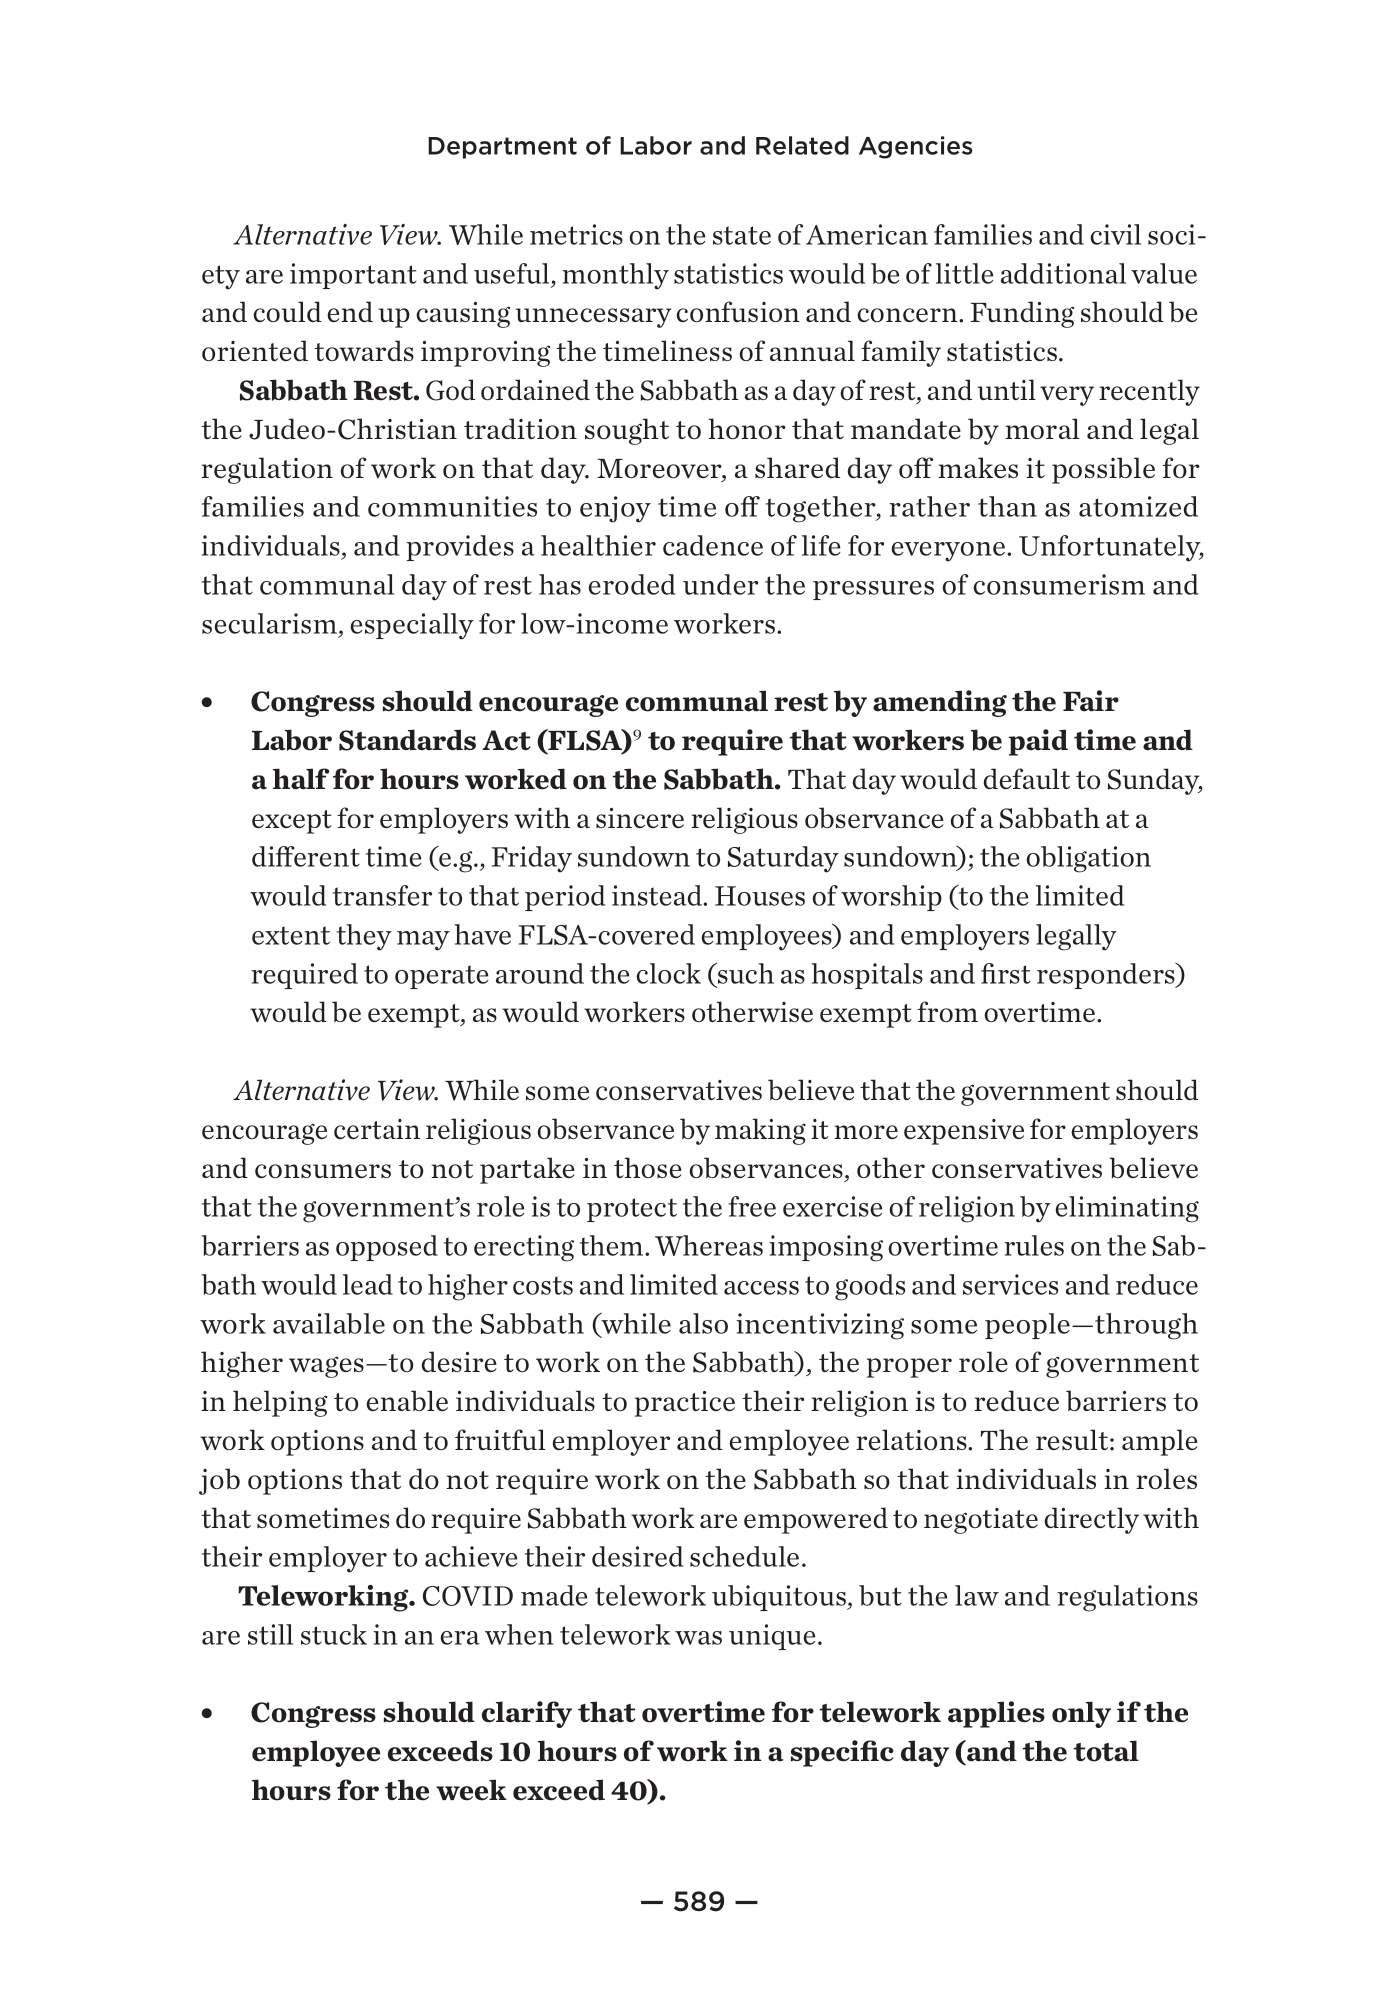 Department of Labor and Related Agencies
Alternative View. While metrics on the state of American families and civil soci-
ety are important and useful, monthly statistics would be of little additional value
and could end up causing unnecessary confusion and concern. Funding should be
oriented towards improving the timeliness of annual family statistics.
Sabbath Rest. God ordained the Sabbath as a day of rest, and until very recently
the Judeo-Christian tradition sought to honor that mandate by moral and legal
regulation of work on that day. Moreover, a shared day off makes it possible for
families and communities to enjoy time off together, rather than as atomized
individuals, and provides a healthier cadence of life for everyone. Unfortunately,
that communal day of rest has eroded under the pressures of consumerism and
secularism, especially for low-income workers.
• Congress should encourage communal rest by amending the Fair
Labor Standards Act (FLSA)⁹ to require that workers be paid time and
a half for hours worked on the Sabbath. That day would default to Sunday,
except for employers with a sincere religious observance of a Sabbath at a
different time (e.g., Friday sundown to Saturday sundown); the obligation
would transfer to that period instead. Houses of worship (to the limited
extent they may have FLSA-covered employees) and employers legally
required to operate around the clock (such as hospitals and first responders)
would be exempt, as would workers otherwise exempt from overtime.
Alternative View. While some conservatives believe that the government should
encourage certain religious observance by making it more expensive for employers
and consumers to not partake in those observances, other conservatives believe
that the government’s role is to protect the free exercise of religion by eliminating
barriers as opposed to erecting them. Whereas imposing overtime rules on the Sab-
bath would lead to higher costs and limited access to goods and services and reduce
work available on the Sabbath (while also incentivizing some people—through
higher wages—to desire to work on the Sabbath), the proper role of government
in helping to enable individuals to practice their religion is to reduce barriers to
work options and to fruitful employer and employee relations. The result: ample
job options that do not require work on the Sabbath so that individuals in roles
that sometimes do require Sabbath work are empowered to negotiate directly with
their employer to achieve their desired schedule.
Teleworking. COVID made telework ubiquitous, but the law and regulations
are still stuck in an era when telework was unique.
• Congress should clarify that overtime for telework applies only if the
employee exceeds 10 hours of work in a specific day (and the total
hours for the week exceed 40).
— 589 —